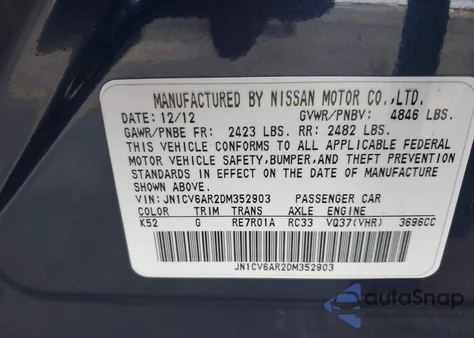 MANUFACTURED BY NISSAN MOTOR CO.,LTD.
DATE: 12/12 GVWR/PNBV: 4846 LBS.
GAWR/PNBE FR: 2423 LBS. RR: 2482 LBS.
THIS VEHICLE CONFORMS TO ALL APPLICABLE FEDERAL
MOTOR VEHICLE SAFETY,BUMPER,AND THEFT PREVENTION
STANDARDS IN EFFECT ON THE DATE OF MANUFACTURE
SHOWN ABOVE.
VIN: JN1CV6AR2DM352903 PASSENGER CAR
COLOR TRIM TRANS AXLE ENGINE
K52 G RE7R01A RC33 VQ37(VHR) 3696CC
JN1CV6AR2DM352903
autoSnap